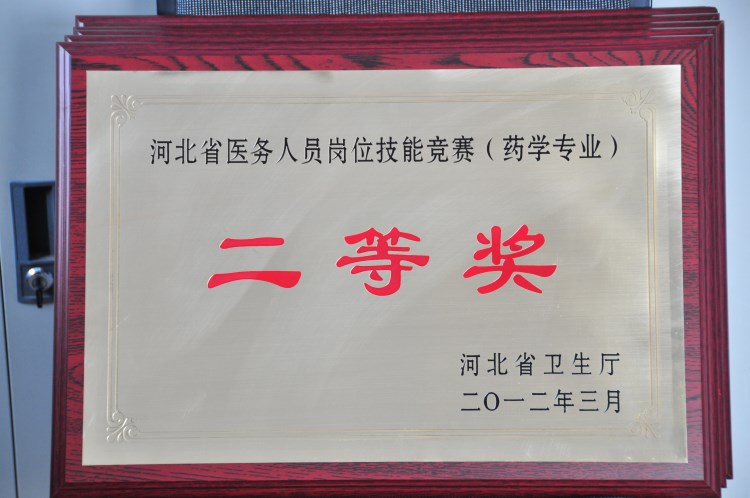 河北省医务人员岗位技能竞赛（药学专业）
二等奖
河北省卫生厅
二〇一二年三月